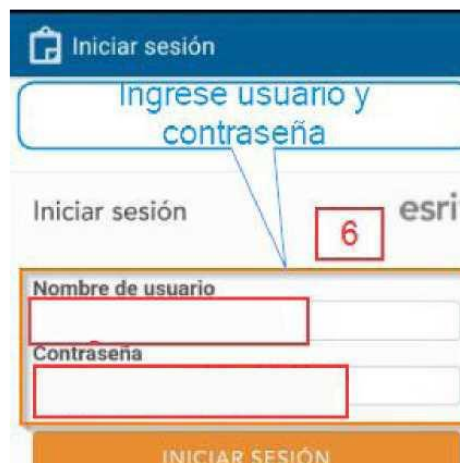 Iniciar sesión
Ingrese usuario y
contraseña
Iniciar sesión
esri
6
Nombre de usuario
Contraseña
INICIAR SESIÓN